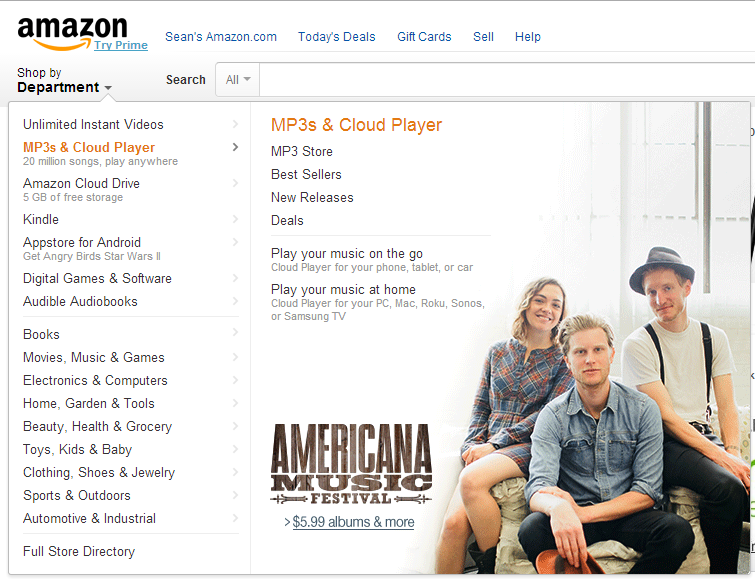 amazon
Try Prime
Sean's Amazon.com
Today's Deals
Gift Cards
Sell
Help
Shop by
Department
Search
All
Unlimited Instant Videos
MP3s & Cloud Player
20 million songs, play anywhere
Amazon Cloud Drive
5 GB of free storage
Kindle
Appstore for Android
Get Angry Birds Star Wars II
Digital Games & Software
Audible Audiobooks
Books
Movies, Music & Games
Electronics & Computers
Home, Garden & Tools
Beauty, Health & Grocery
Toys, Kids & Baby
Clothing, Shoes & Jewelry
Sports & Outdoors
Automotive & Industrial
Full Store Directory
MP3s & Cloud Player
MP3 Store
Best Sellers
New Releases
Deals
Play your music on the go
Cloud Player for your phone, tablet, or car
Play your music at home
Cloud Player for your PC, Mac, Roku, Sonos,
or Samsung TV
AMERICANA
MUSIC
FESTIVAL
> $5.99 albums & more